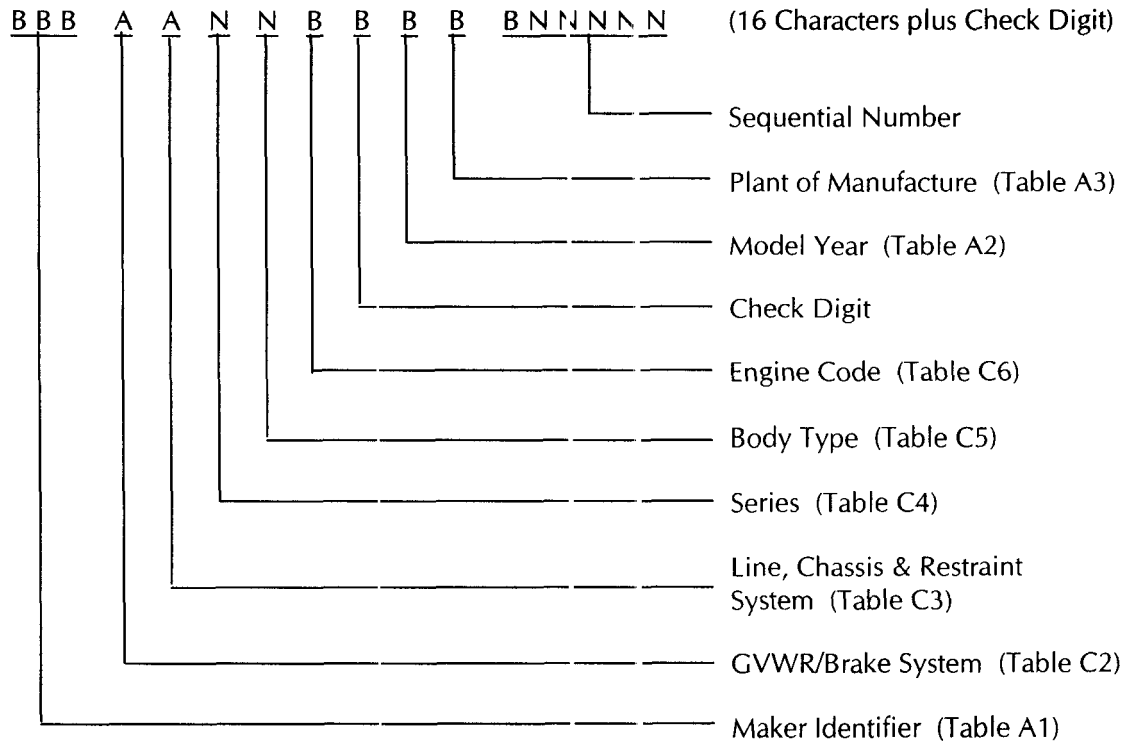 B B B A A N N B B B B B N N N N N (16 Characters plus Check Digit)
Sequential Number
Plant of Manufacture (Table A3)
Model Year (Table A2)
Check Digit
Engine Code (Table C6)
Body Type (Table C5)
Series (Table C4)
Line, Chassis & Restraint
System (Table C3)
GVWR/Brake System (Table C2)
Maker Identifier (Table A1)